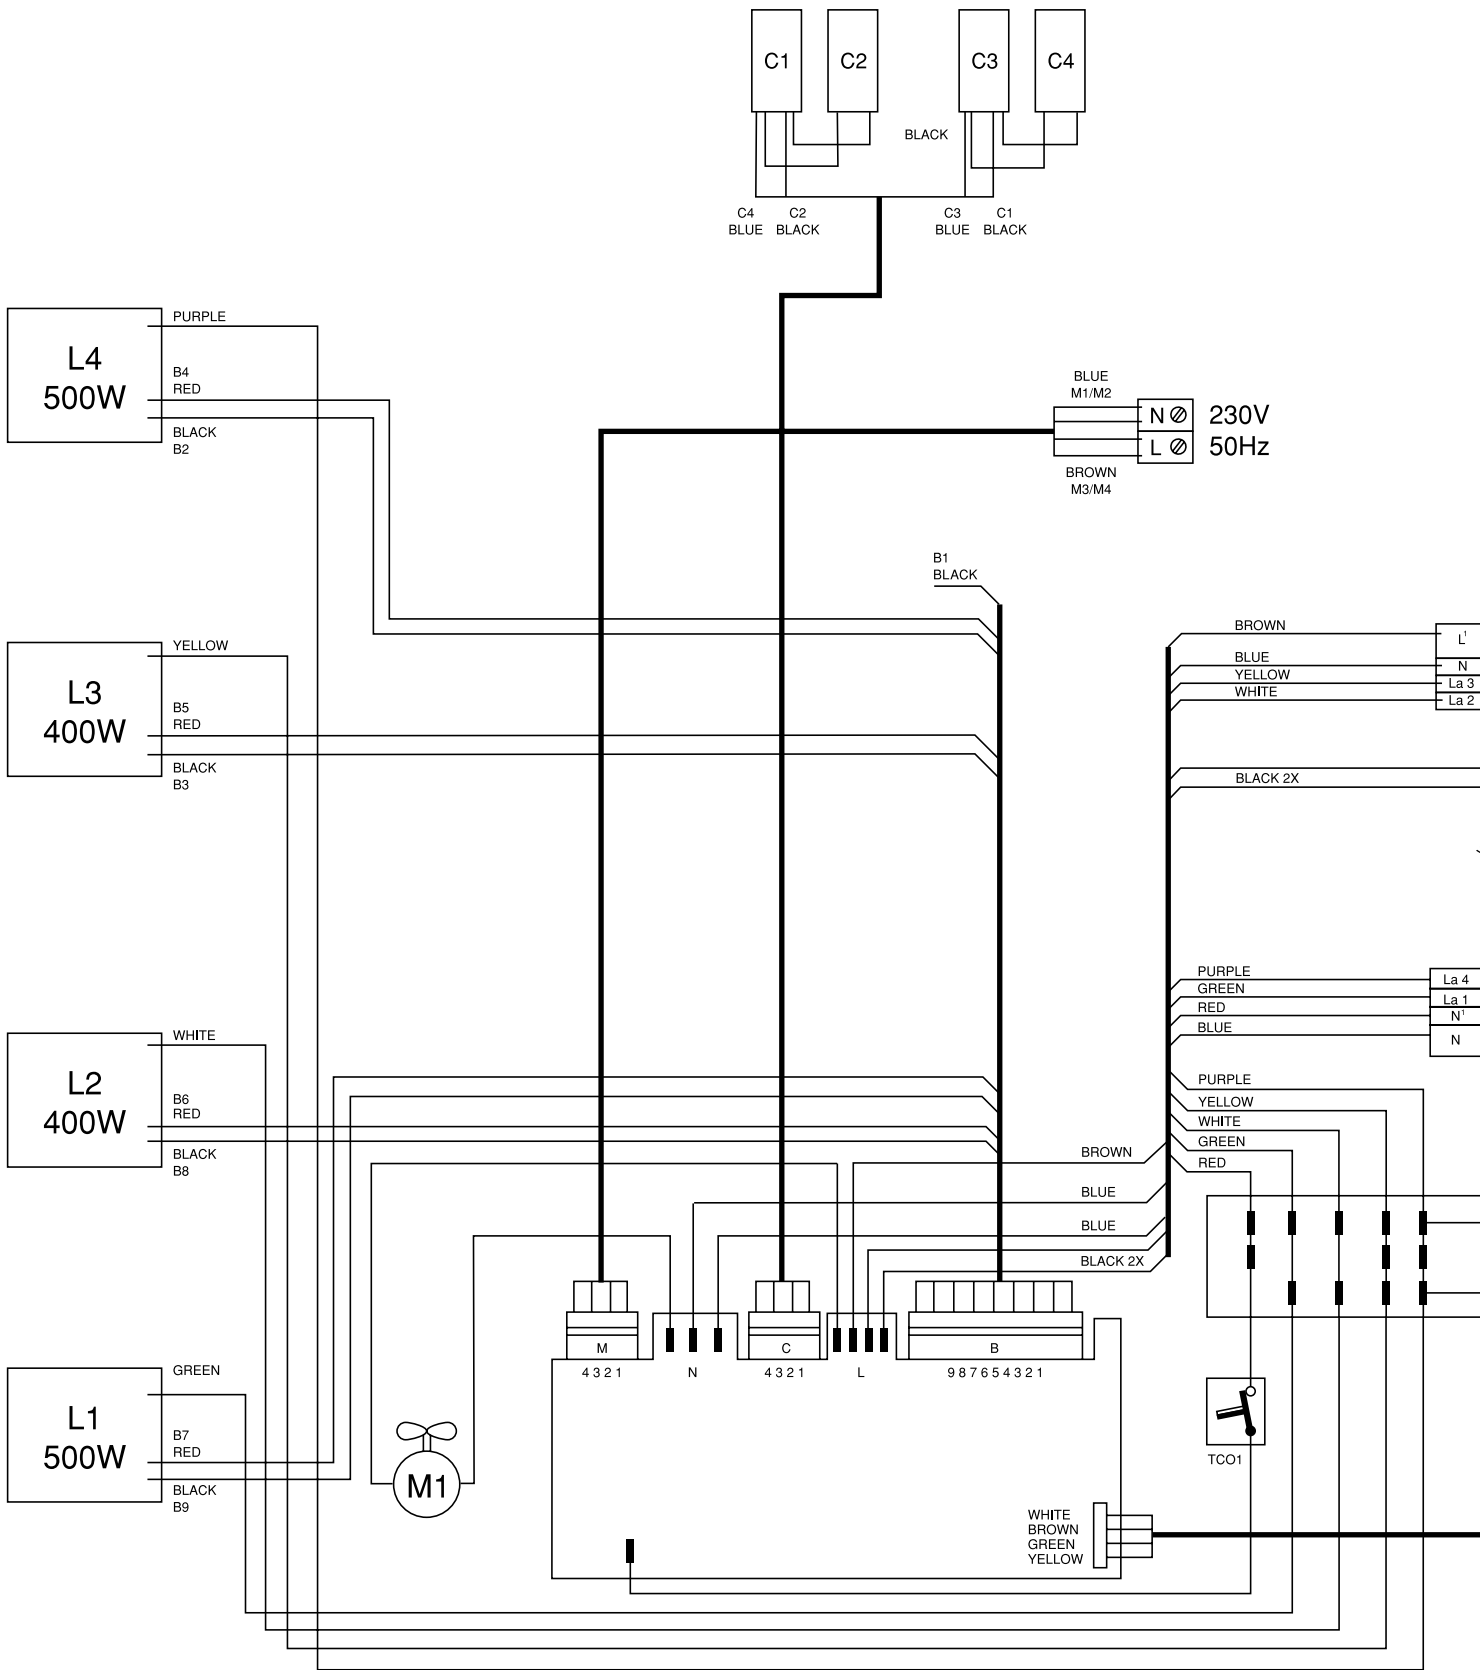 C1
C2
C3
C4
BLACK
C4 C2
BLUE BLACK
C3 C1
BLUE BLACK
PURPLE
L4
500W
B4
RED
BLACK
B2
BLUE
M1/M2
N 230V
L 50Hz
BROWN
M3/M4
B1
BLACK
YELLOW
L3
400W
B5
RED
BLACK
B3
BROWN L¹
BLUE N
YELLOW La 3
WHITE La 2
BLACK 2X
PURPLE La 4
GREEN La 1
RED N¹
BLUE N
WHITE
L2
400W
B6
RED
BLACK
B8
PURPLE
YELLOW
WHITE
GREEN
RED
BROWN
BLUE
BLUE
BLACK 2X
M C B
4 3 2 1 N 4 3 2 1 L 9 8 7 6 5 4 3 2 1
GREEN
L1
500W
B7
RED
BLACK
B9
M1
TCO1
WHITE
BROWN
GREEN
YELLOW